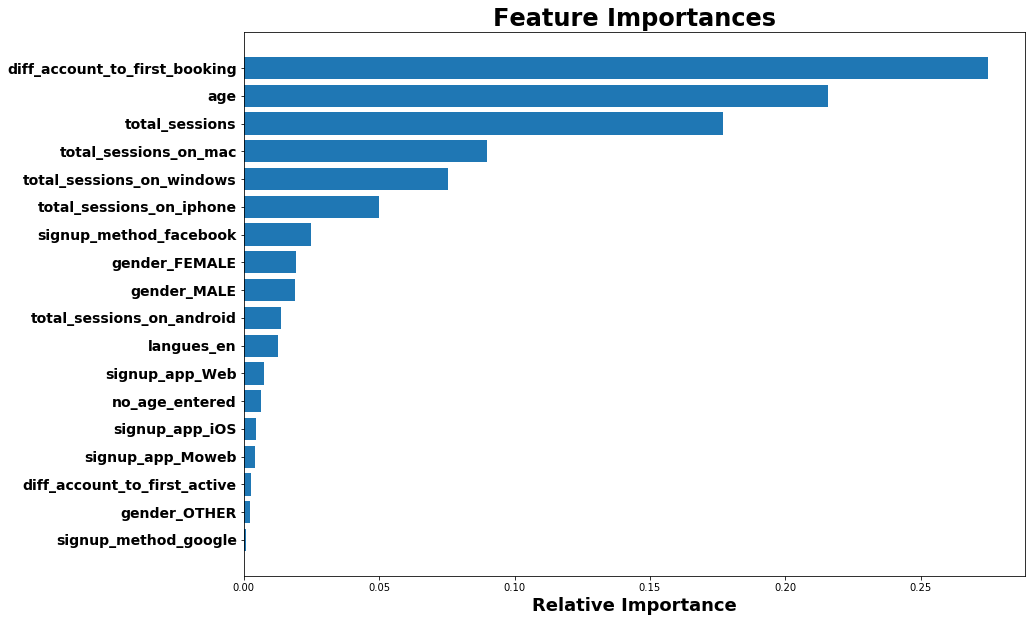 Feature Importances
diff_account_to_first_booking
age
total_sessions
total_sessions_on_mac
total_sessions_on_windows
total_sessions_on_iphone
signup_method_facebook
gender_FEMALE
gender_MALE
total_sessions_on_android
langues_en
signup_app_Web
no_age_entered
signup_app_iOS
signup_app_Moweb
diff_account_to_first_active
gender_OTHER
signup_method_google
0.00 0.05 0.10 0.15 0.20 0.25
Relative Importance